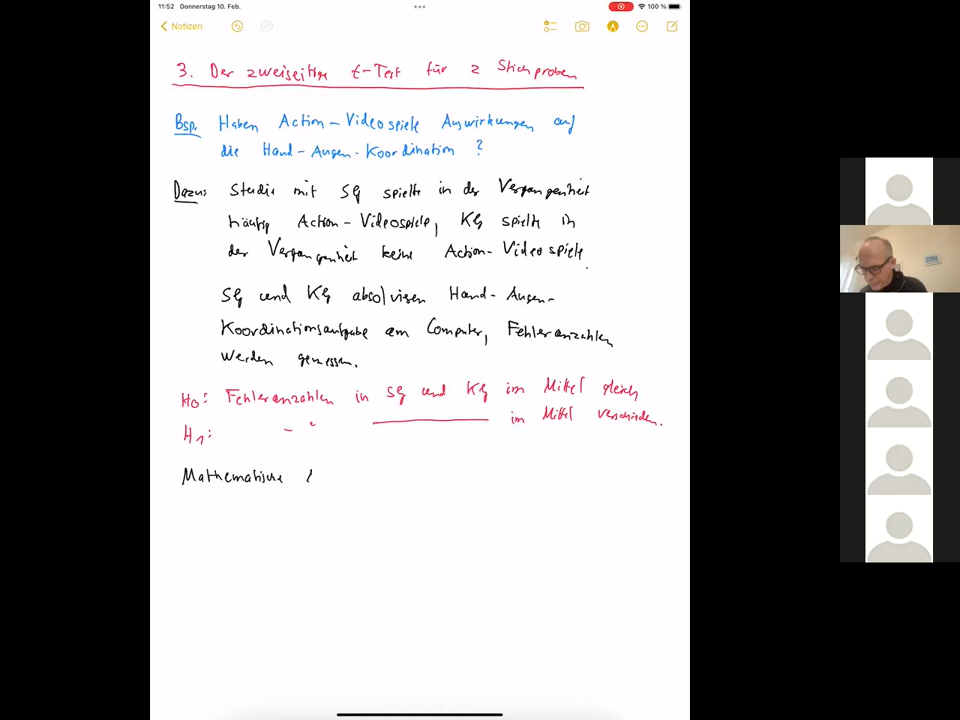 11:52 Donnerstag 10. Feb.
100 %
Notizen
3. Der zweiseitige t-Test für 2 Stichproben
Bsp. Haben Action-Videospiele Auswirkungen auf
die Hand-Augen-Koordination ?
Dazu: Studie mit SG spielte in der Vergangenheit
häufig Action-Videospiele, KG spielte in
der Vergangenheit keine Action-Videospiele.
SG und KG absolvieren Hand-Augen-
Koordinationsaufgabe am Computer, Fehleranzahlen
werden gemessen.
H0: Fehleranzahlen in SG und KG im Mittel gleich
H1: - " im Mittel verschieden.
Mathematische